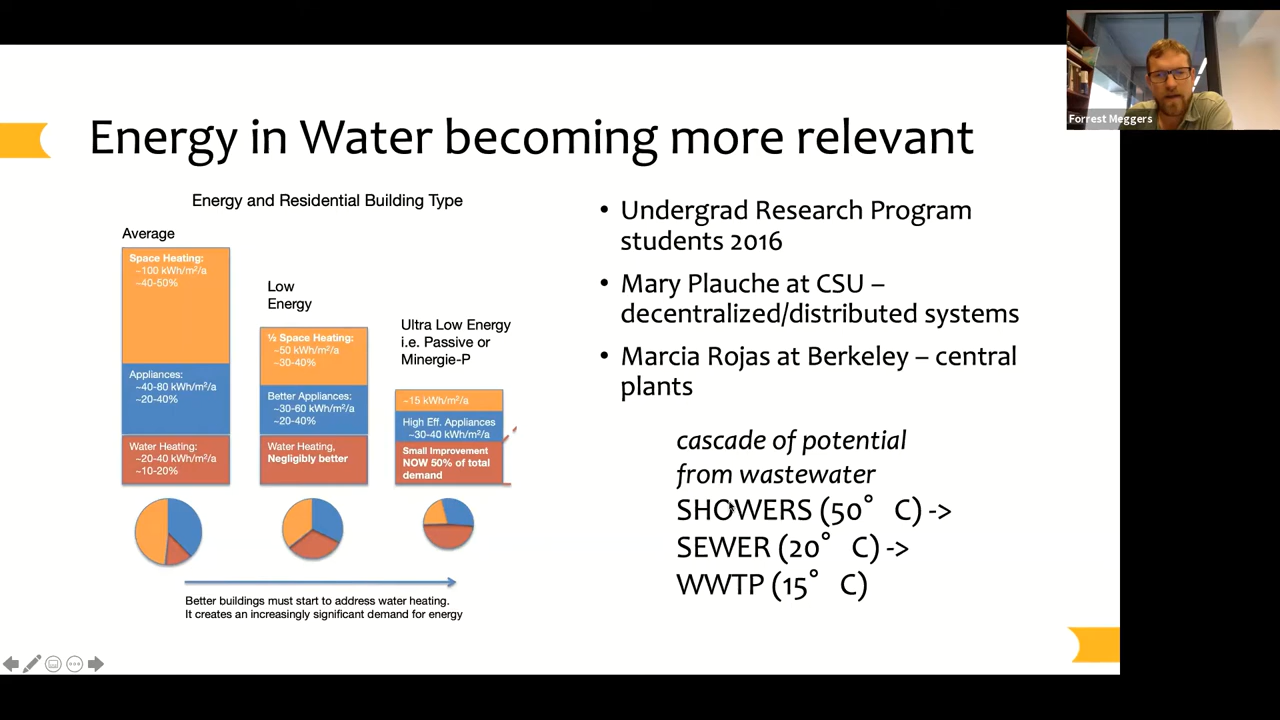 Forrest Meggers
Energy in Water becoming more relevant
Energy and Residential Building Type
Average
Space Heating:
~100 kWh/m²/a
~40-50%
Appliances:
~40-80 kWh/m²/a
~20-40%
Water Heating:
~20-40 kWh/m²/a
~10-20%
Low
Energy
½ Space Heating:
~50 kWh/m²/a
~30-40%
Better Appliances:
~30-60 kWh/m²/a
~20-40%
Water Heating,
Negligibly better
Ultra Low Energy
i.e. Passive or
Minergie-P
~15 kWh/m²/a
High Eff. Appliances
~30-40 kWh/m²/a
Small Improvement
NOW 50% of total
demand
Better buildings must start to address water heating.
It creates an increasingly significant demand for energy
• Undergrad Research Program
students 2016
• Mary Plauche at CSU –
decentralized/distributed systems
• Marcia Rojas at Berkeley – central
plants
cascade of potential
from wastewater
SHOWERS (50° C) ->
SEWER (20° C) ->
WWTP (15° C)